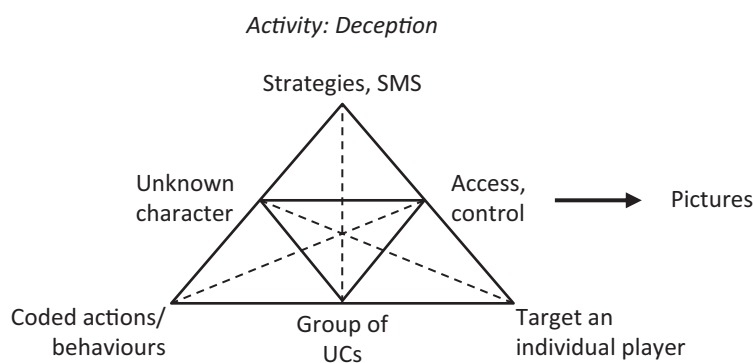 Activity: Deception
Strategies, SMS
Unknown
character
Access,
control
Pictures
Coded actions/
behaviours
Group of
UCs
Target an
individual player